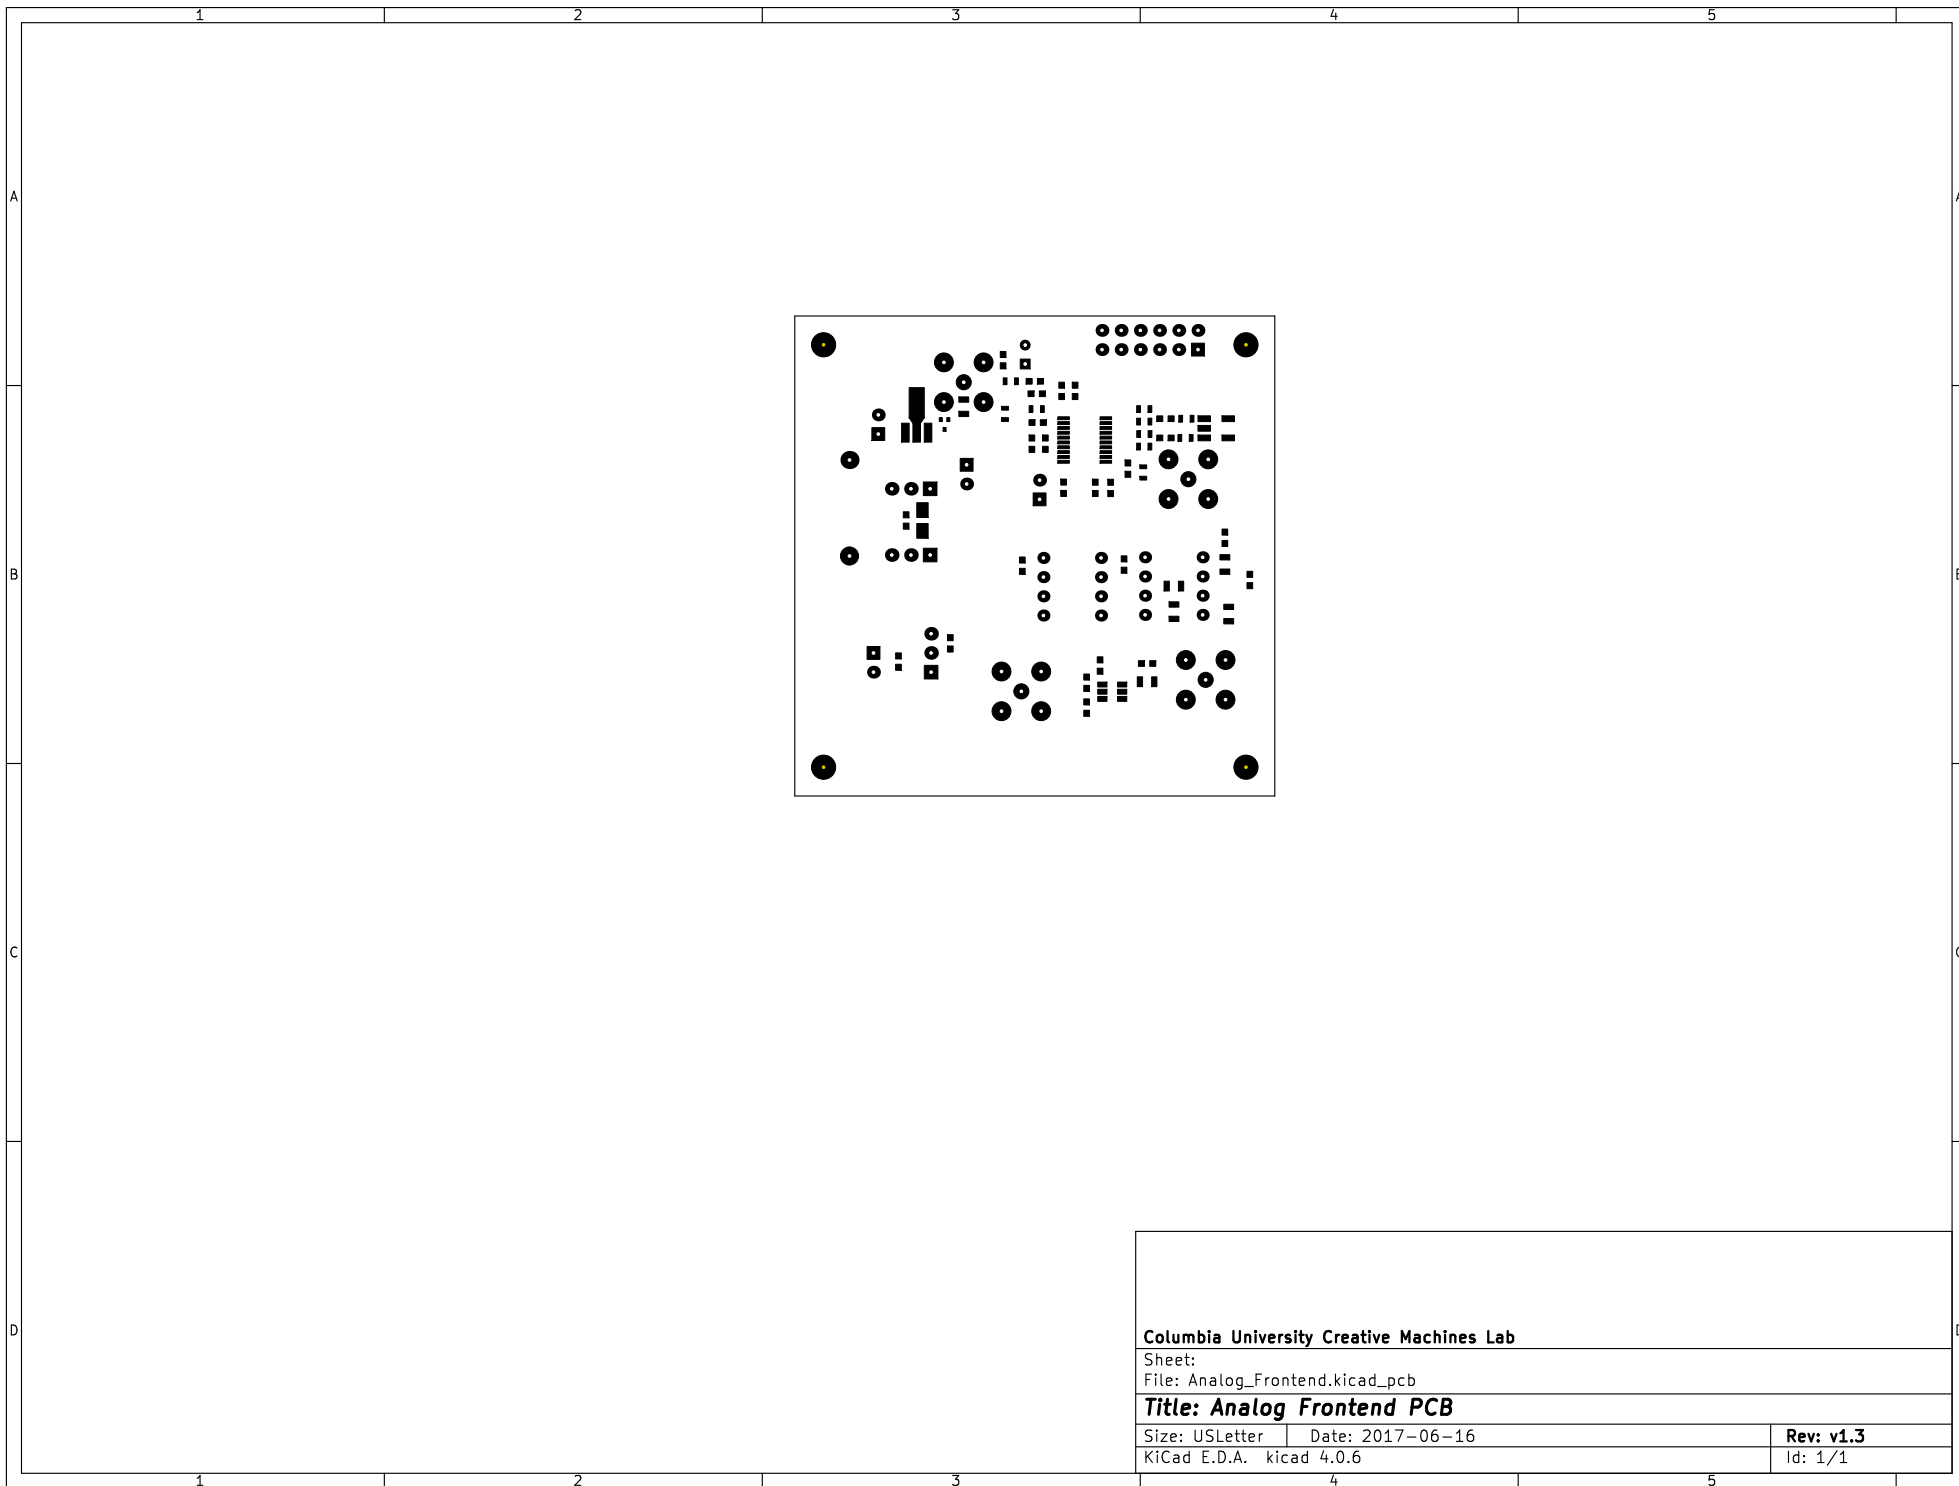 1 2 3 4 5
A A
B B
C C
D D
Columbia University Creative Machines Lab
Sheet:
File: Analog_Frontend.kicad_pcb
Title: Analog Frontend PCB
Size: USLetter Date: 2017-06-16 Rev: v1.3
KiCad E.D.A. kicad 4.0.6 Id: 1/1
1 2 3 4 5